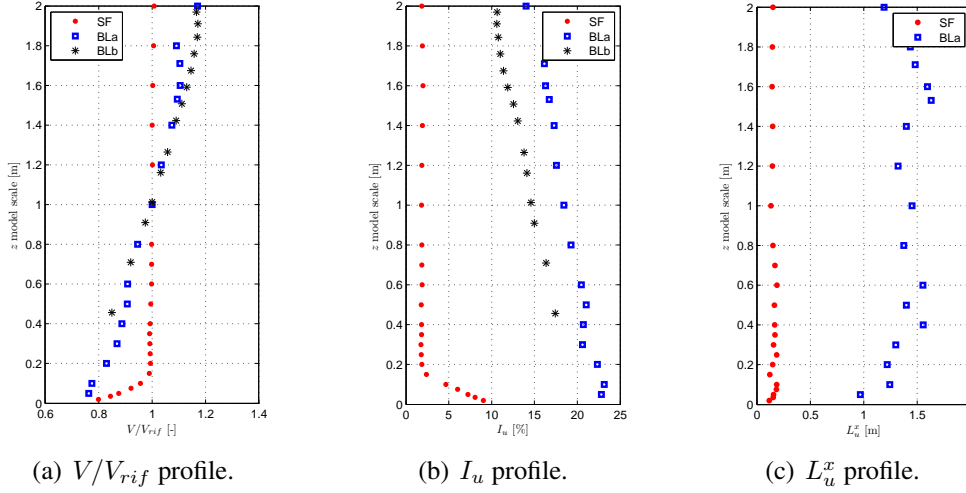 2
1.8
1.6
1.4
1.2
1
0.8
0.6
0.4
0.2
0
z model scale [m]
SF
BLa
BLb
0.6 0.8 1 1.2 1.4
V/V_rif [-]
(a) V/V_rif profile.
2
1.8
1.6
1.4
1.2
1
0.8
0.6
0.4
0.2
0
z model scale [m]
SF
BLa
BLb
0 5 10 15 20 25
I_u [%]
(b) I_u profile.
2
1.8
1.6
1.4
1.2
1
0.8
0.6
0.4
0.2
0
z model scale [m]
SF
BLa
0 0.5 1 1.5 2
L_u^x [m]
(c) L_u^x profile.